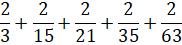 2/3 + 2/15 + 2/21 + 2/35 + 2/63